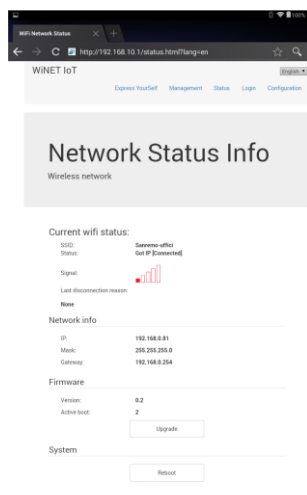 100%
WiFi Network Status
http://192.168.10.1/status.html?lang=en
WiNET IoT
English
Express YourSelf Management Status Login Configuration
Network Status Info
Wireless network
Current wifi status:
SSID: Sanremo-uffici
Status: Got IP [Connected]
Signal:
Last disconnection reason:
None
Network info
IP: 192.168.0.81
Mask: 255.255.255.0
Gateway: 192.168.0.254
Firmware
Version: 0.2
Active boot: 2
Upgrade
System
Reboot